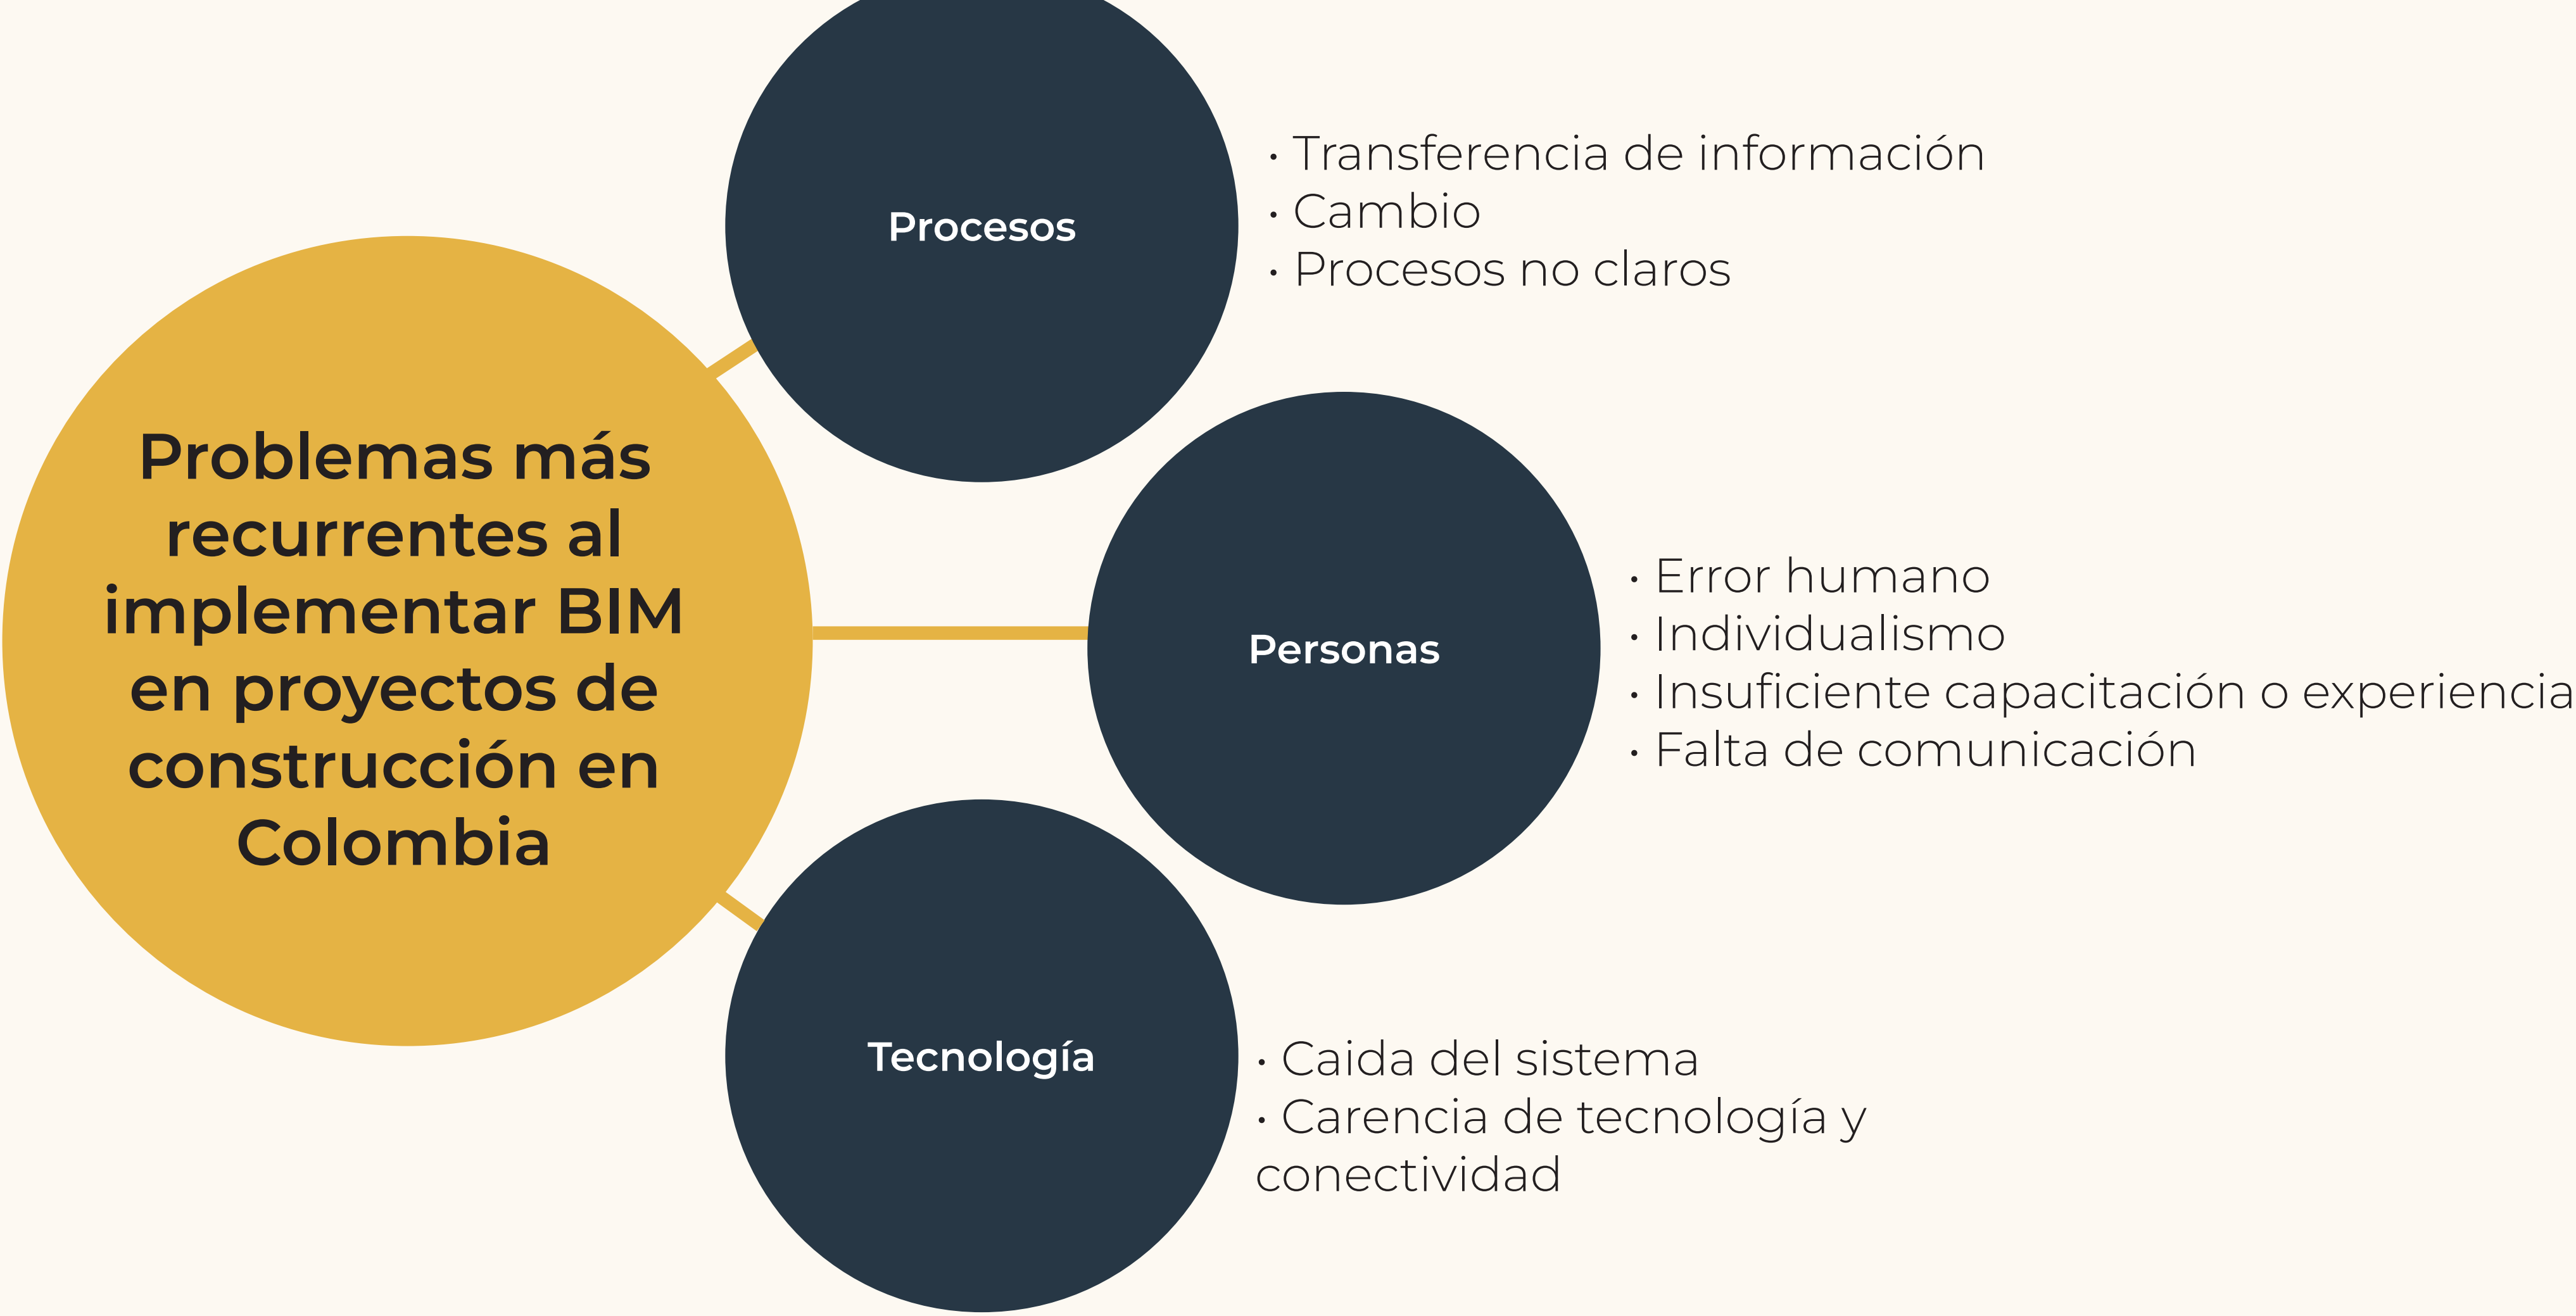 Problemas más
recurrentes al
implementar BIM
en proyectos de
construcción en
Colombia
Procesos
• Transferencia de información
• Cambio
• Procesos no claros
Personas
• Error humano
• Individualismo
• Insuficiente capacitación o experiencia
• Falta de comunicación
Tecnología
• Caida del sistema
• Carencia de tecnología y
conectividad